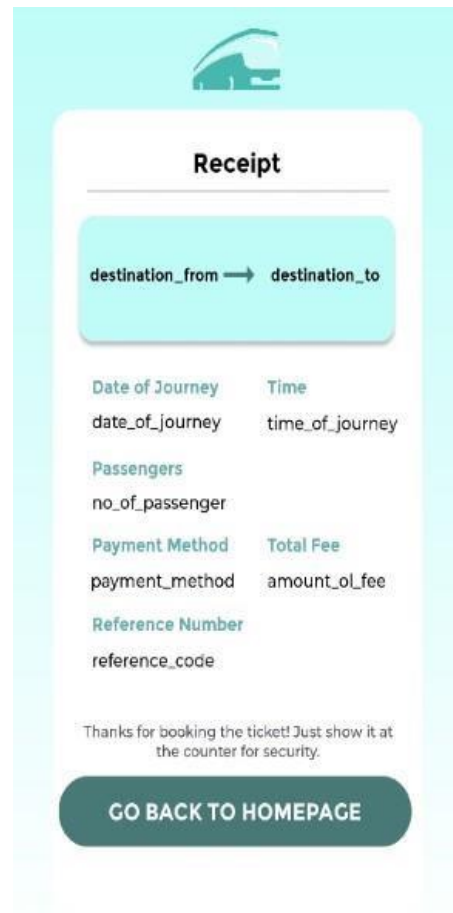 Receipt
destination_from destination_to
Date of Journey Time
date_of_journey time_of_journey
Passengers
no_of_passenger
Payment Method Total Fee
payment_method amount_ol_fee
Reference Number
reference_code
Thanks for booking the ticket! Just show it at
the counter for security.
GO BACK TO HOMEPAGE